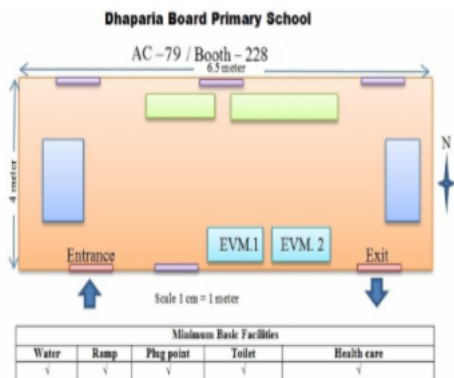 Dhaparia Board Primary School
AC –79 / Booth – 228
6.5 meter
4 meter
N
EVM.1 EVM. 2
Entrance Exit
Scale 1 cm = 1 meter
Minimum Basic Facilities
Water Ramp Plug point Toilet Health care
√ √ √ √ √